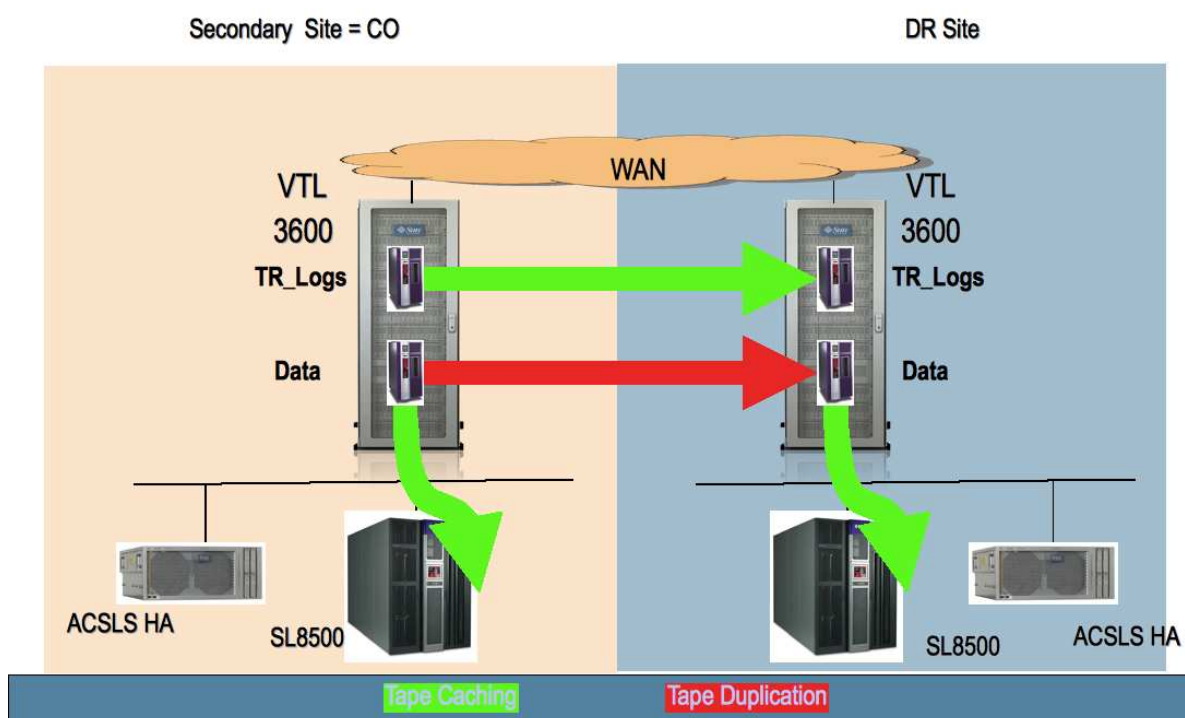 Secondary Site = CO
DR Site
WAN
VTL
3600
VTL
3600
TR_Logs
TR_Logs
Data
Data
ACSLS HA
SL8500
SL8500
ACSLS HA
Tape Caching
Tape Duplication